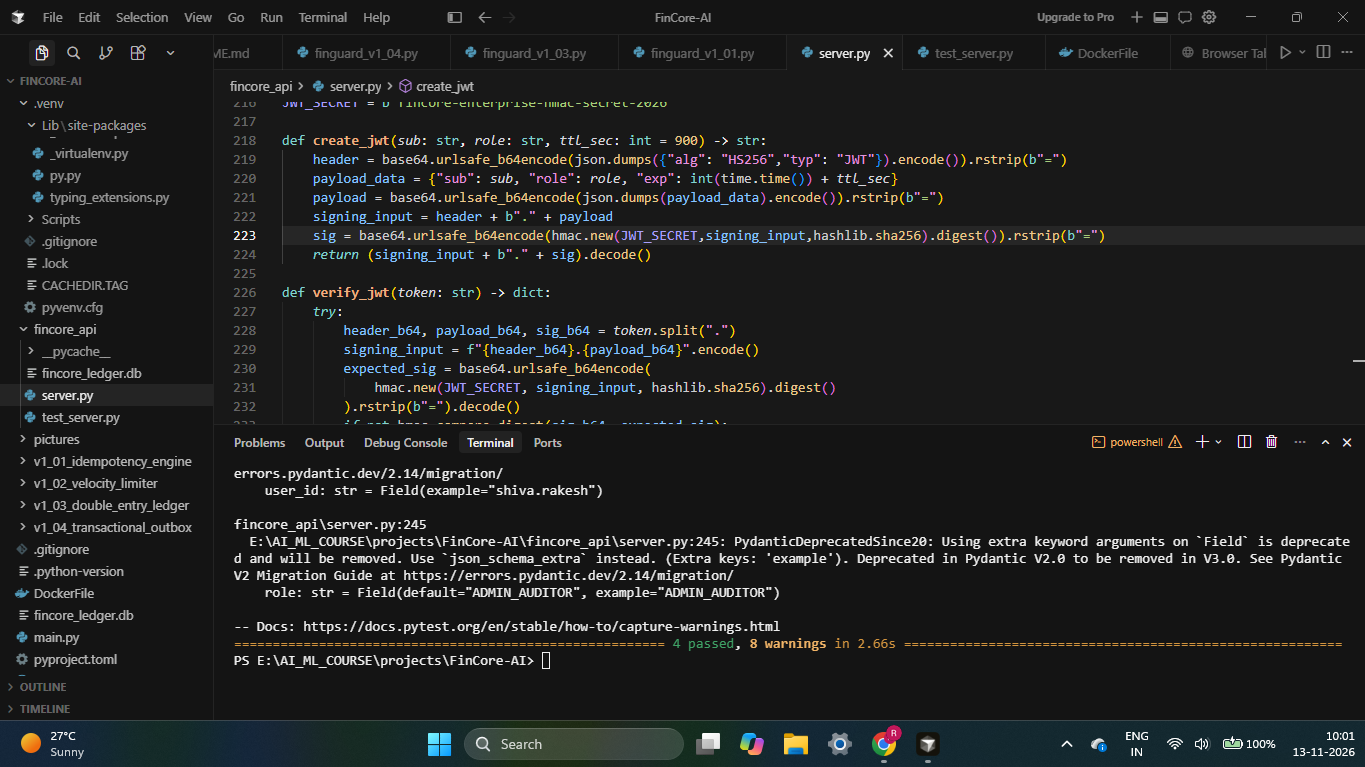 File Edit Selection View Go Run Terminal Help
FinCore-AI
Upgrade to Pro
ME.md
finguard_v1_04.py
finguard_v1_03.py
finguard_v1_01.py
server.py
test_server.py
DockerFile
Browser Tal
FINCORE-AI
.venv
Lib\site-packages
_virtualenv.py
py.py
typing_extensions.py
Scripts
.gitignore
.lock
CACHEDIR.TAG
pyvenv.cfg
fincore_api
__pycache__
fincore_ledger.db
server.py
test_server.py
pictures
v1_01_idempotency_engine
v1_02_velocity_limiter
v1_03_double_entry_ledger
v1_04_transactional_outbox
.gitignore
.python-version
DockerFile
fincore_ledger.db
main.py
pyproject.toml
OUTLINE
TIMELINE
fincore_api > server.py > create_jwt
216 JWT_SECRET = b"fincore-enterprise-hmac-secret-2026"
217
218 def create_jwt(sub: str, role: str, ttl_sec: int = 900) -> str:
219     header = base64.urlsafe_b64encode(json.dumps({"alg": "HS256","typ": "JWT"}).encode()).rstrip(b"=")
220     payload_data = {"sub": sub, "role": role, "exp": int(time.time()) + ttl_sec}
221     payload = base64.urlsafe_b64encode(json.dumps(payload_data).encode()).rstrip(b"=")
222     signing_input = header + b"." + payload
223     sig = base64.urlsafe_b64encode(hmac.new(JWT_SECRET,signing_input,hashlib.sha256).digest()).rstrip(b"=")
224     return (signing_input + b"." + sig).decode()
225
226 def verify_jwt(token: str) -> dict:
227     try:
228         header_b64, payload_b64, sig_b64 = token.split(".")
229         signing_input = f"{header_b64}.{payload_b64}".encode()
230         expected_sig = base64.urlsafe_b64encode(
231             hmac.new(JWT_SECRET, signing_input, hashlib.sha256).digest()
232         ).rstrip(b"=").decode()
233         if not hmac.compare_digest(sig_b64, expected_sig):
Problems Output Debug Console Terminal Ports
powershell
errors.pydantic.dev/2.14/migration/
    user_id: str = Field(example="shiva.rakesh")
fincore_api\server.py:245
  E:\AI_ML_COURSE\projects\FinCore-AI\fincore_api\server.py:245: PydanticDeprecatedSince20: Using extra keyword arguments on `Field` is deprecate
d and will be removed. Use `json_schema_extra` instead. (Extra keys: 'example'). Deprecated in Pydantic V2.0 to be removed in V3.0. See Pydantic
V2 Migration Guide at https://errors.pydantic.dev/2.14/migration/
    role: str = Field(default="ADMIN_AUDITOR", example="ADMIN_AUDITOR")
-- Docs: https://docs.pytest.org/en/stable/how-to/capture-warnings.html
======================================================= 4 passed, 8 warnings in 2.66s =======================================================
PS E:\AI_ML_COURSE\projects\FinCore-AI>
27°C
Sunny
Search
R
ENG
IN
100%
10:01
13-11-2026